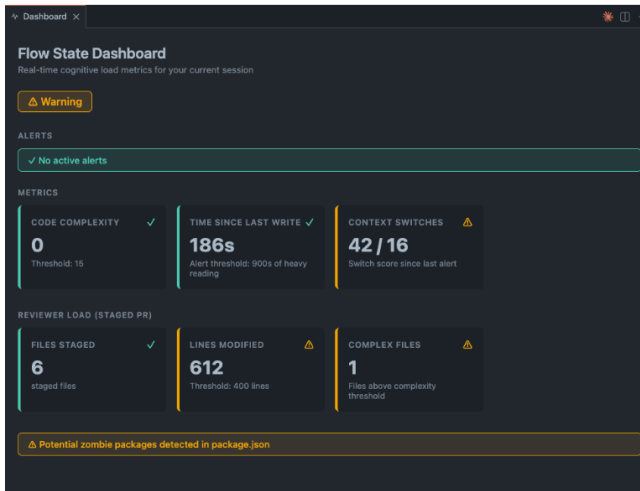 Dashboard
Flow State Dashboard
Real-time cognitive load metrics for your current session
Warning
ALERTS
✓ No active alerts
METRICS
CODE COMPLEXITY
0
Threshold: 15
TIME SINCE LAST WRITE
186s
Alert threshold: 900s of heavy
reading
CONTEXT SWITCHES
42 / 16
Switch score since last alert
REVIEWER LOAD (STAGED PR)
FILES STAGED
6
staged files
LINES MODIFIED
612
Threshold: 400 lines
COMPLEX FILES
1
Files above complexity
threshold
Potential zombie packages detected in package.json